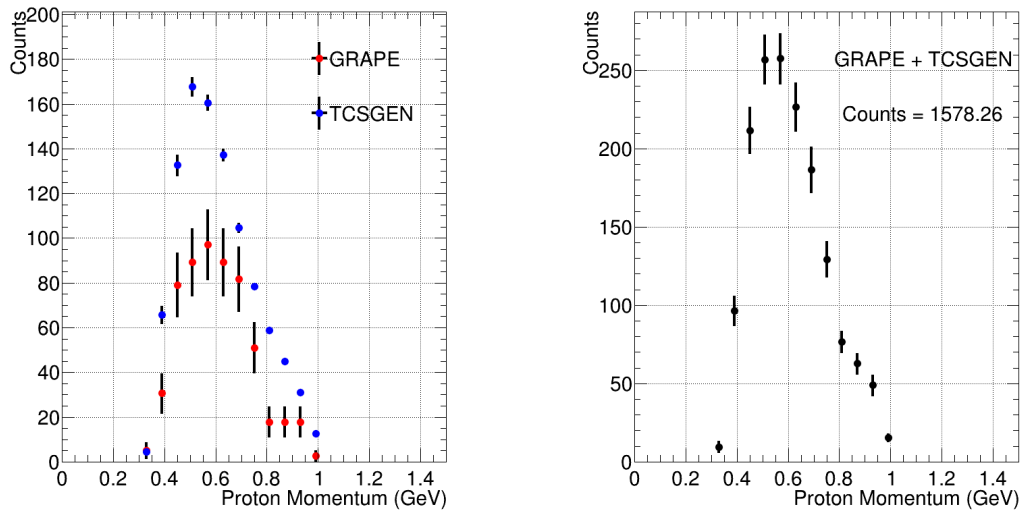 Counts
200
180
160
140
120
100
80
60
40
20
0
GRAPE
TCSGEN
0 0.2 0.4 0.6 0.8 1 1.2 1.4
Proton Momentum (GeV)
Counts
250
200
150
100
50
0
GRAPE + TCSGEN
Counts = 1578.26
0 0.2 0.4 0.6 0.8 1 1.2 1.4
Proton Momentum (GeV)